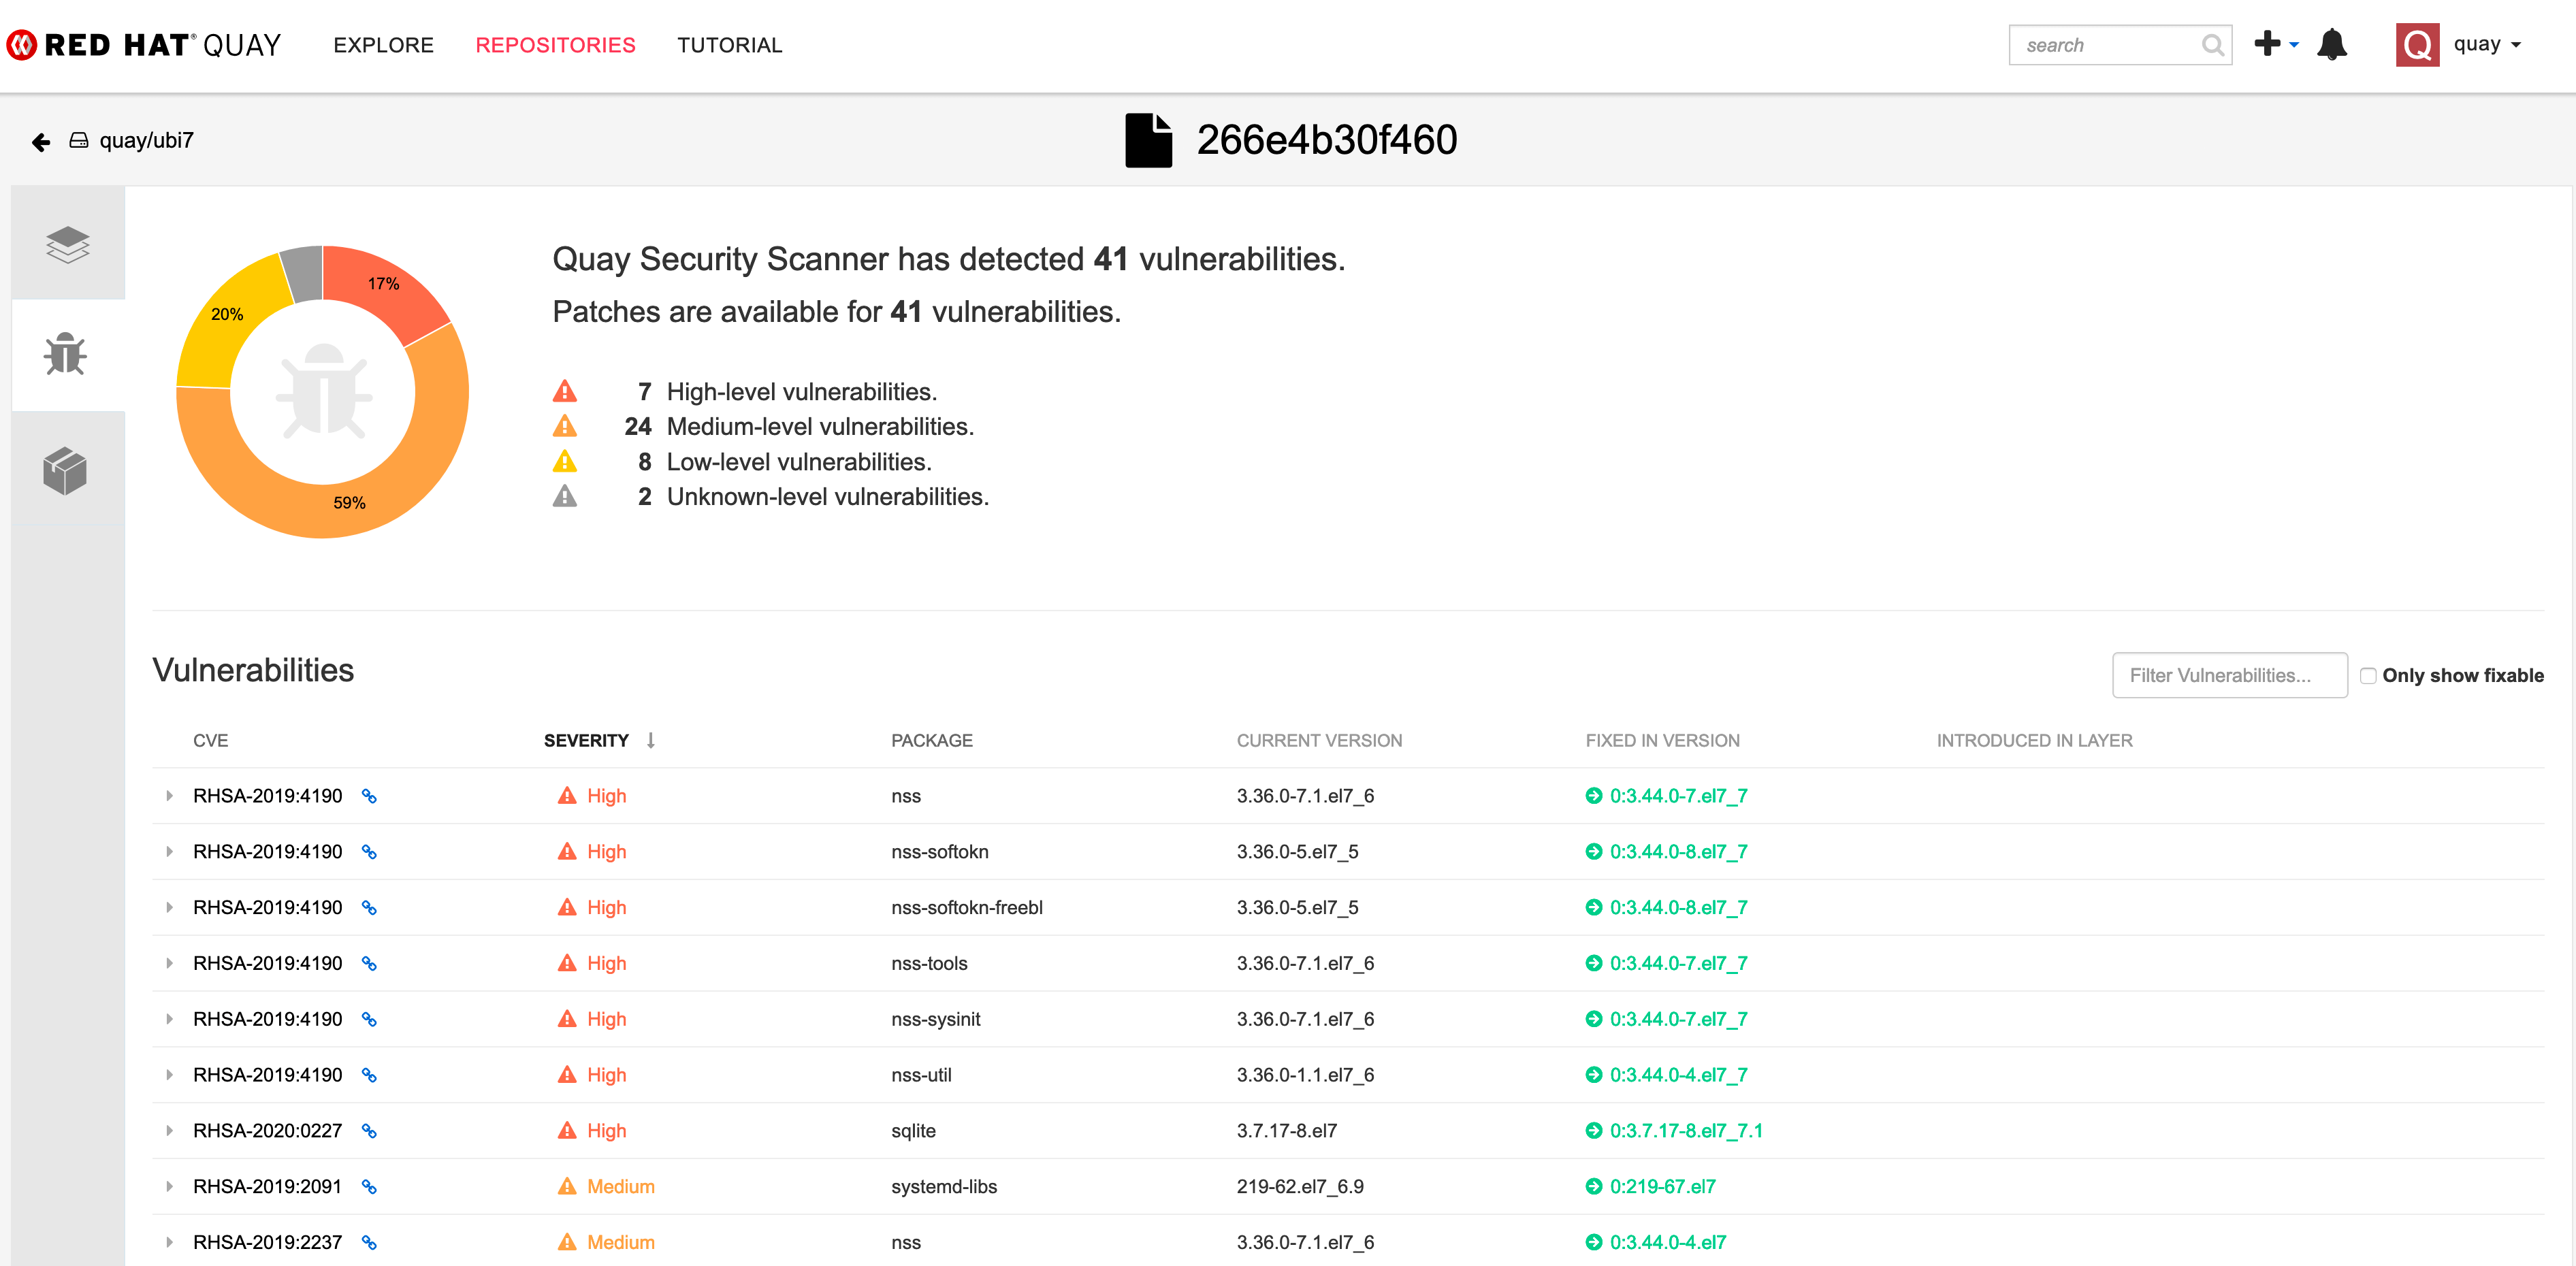 RED HAT® QUAY EXPLORE REPOSITORIES TUTORIAL search quay
quay/ubi7 266e4b30f460
17%
20%
59%
Quay Security Scanner has detected 41 vulnerabilities.
Patches are available for 41 vulnerabilities.
7 High-level vulnerabilities.
24 Medium-level vulnerabilities.
8 Low-level vulnerabilities.
2 Unknown-level vulnerabilities.
Vulnerabilities Filter Vulnerabilities... Only show fixable
CVE SEVERITY PACKAGE CURRENT VERSION FIXED IN VERSION INTRODUCED IN LAYER
RHSA-2019:4190 High nss 3.36.0-7.1.el7_6 0:3.44.0-7.el7_7
RHSA-2019:4190 High nss-softokn 3.36.0-5.el7_5 0:3.44.0-8.el7_7
RHSA-2019:4190 High nss-softokn-freebl 3.36.0-5.el7_5 0:3.44.0-8.el7_7
RHSA-2019:4190 High nss-tools 3.36.0-7.1.el7_6 0:3.44.0-7.el7_7
RHSA-2019:4190 High nss-sysinit 3.36.0-7.1.el7_6 0:3.44.0-7.el7_7
RHSA-2019:4190 High nss-util 3.36.0-1.1.el7_6 0:3.44.0-4.el7_7
RHSA-2020:0227 High sqlite 3.7.17-8.el7 0:3.7.17-8.el7_7.1
RHSA-2019:2091 Medium systemd-libs 219-62.el7_6.9 0:219-67.el7
RHSA-2019:2237 Medium nss 3.36.0-7.1.el7_6 0:3.44.0-4.el7